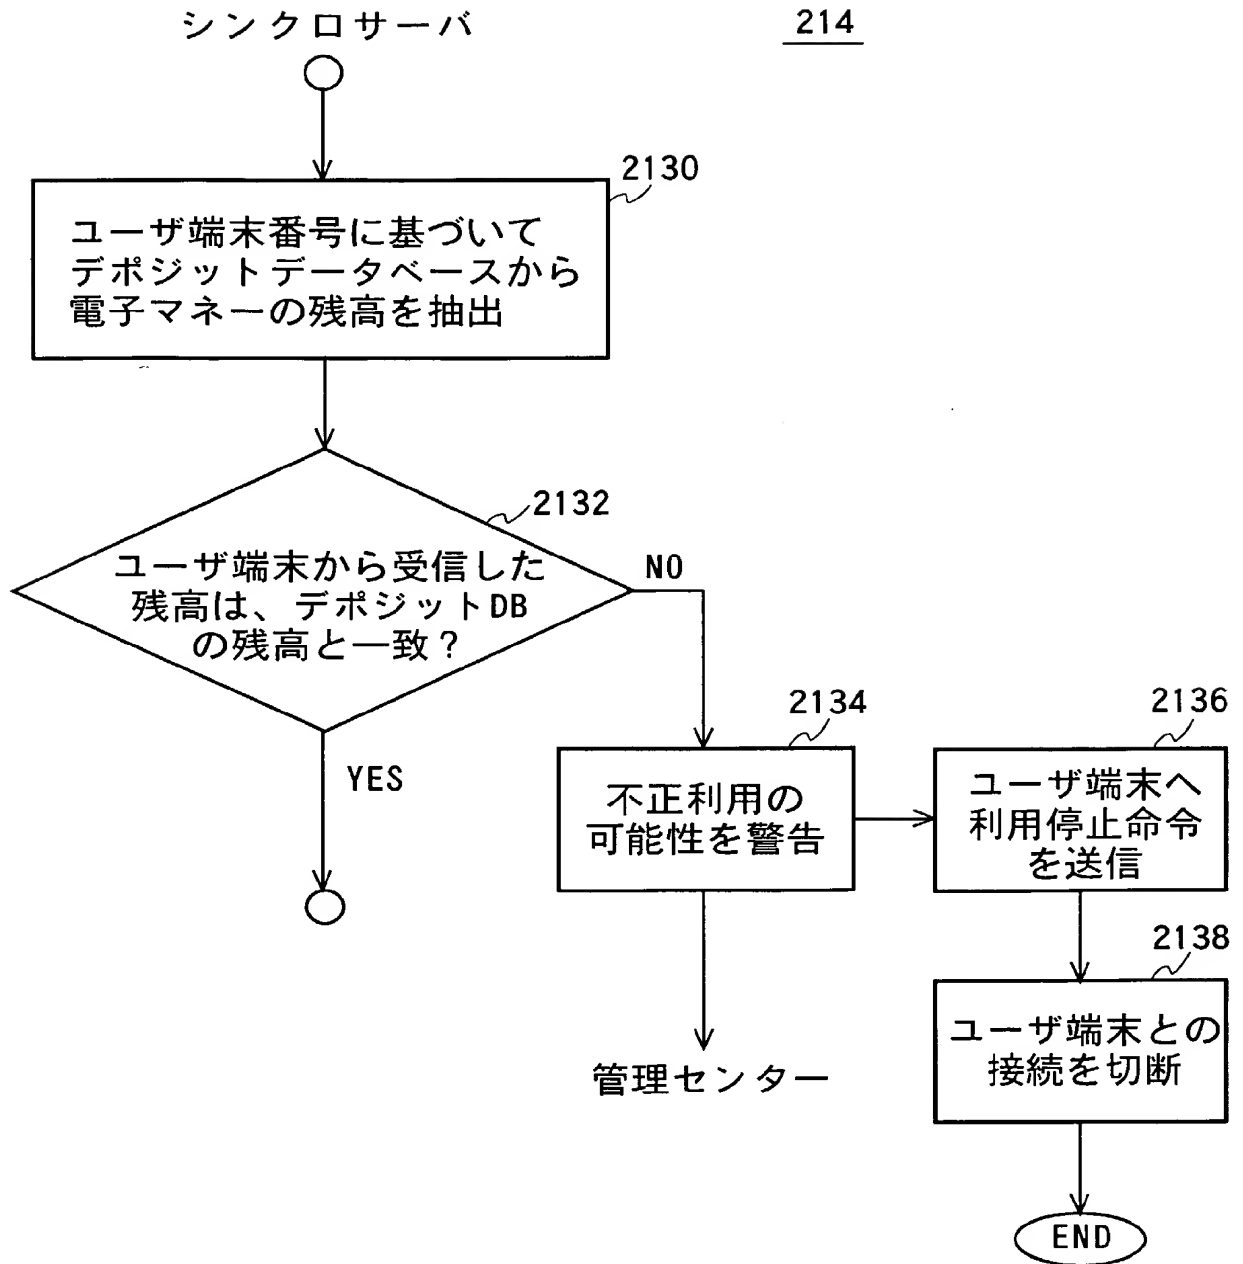 シンクロサーバ
214
2130
ユーザ端末番号に基づいて
デポジットデータベースから
電子マネーの残高を抽出
2132
ユーザ端末から受信した
残高は、デポジットDB
の残高と一致？
NO
YES
2134
不正利用の
可能性を警告
2136
ユーザ端末へ
利用停止命令
を送信
管理センター
2138
ユーザ端末との
接続を切断
END